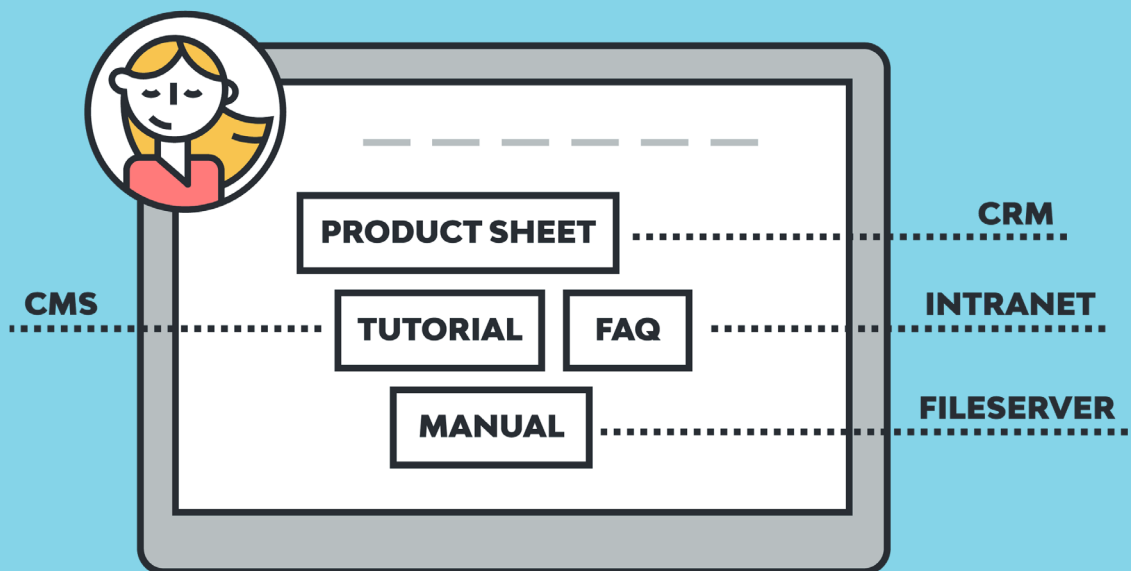 CRM
PRODUCT SHEET
CMS
INTRANET
TUTORIAL
FAQ
FILESERVER
MANUAL